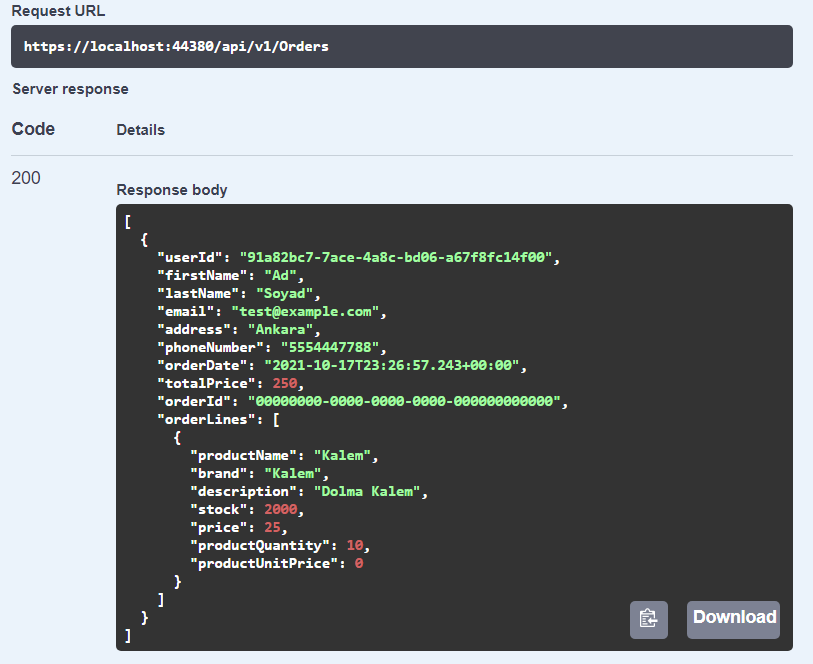 Request URL
https://localhost:44380/api/v1/Orders
Server response
Code Details
200
Response body
[
{
"userId": "91a82bc7-7ace-4a8c-bd06-a67f8fc14f00",
"firstName": "Ad",
"lastName": "Soyad",
"email": "test@example.com",
"address": "Ankara",
"phoneNumber": "5554447788",
"orderDate": "2021-10-17T23:26:57.243+00:00",
"totalPrice": 250,
"orderId": "00000000-0000-0000-0000-000000000000",
"orderLines": [
{
"productName": "Kalem",
"brand": "Kalem",
"description": "Dolma Kalem",
"stock": 2000,
"price": 25,
"productQuantity": 10,
"productUnitPrice": 0
}
]
}
]
Download